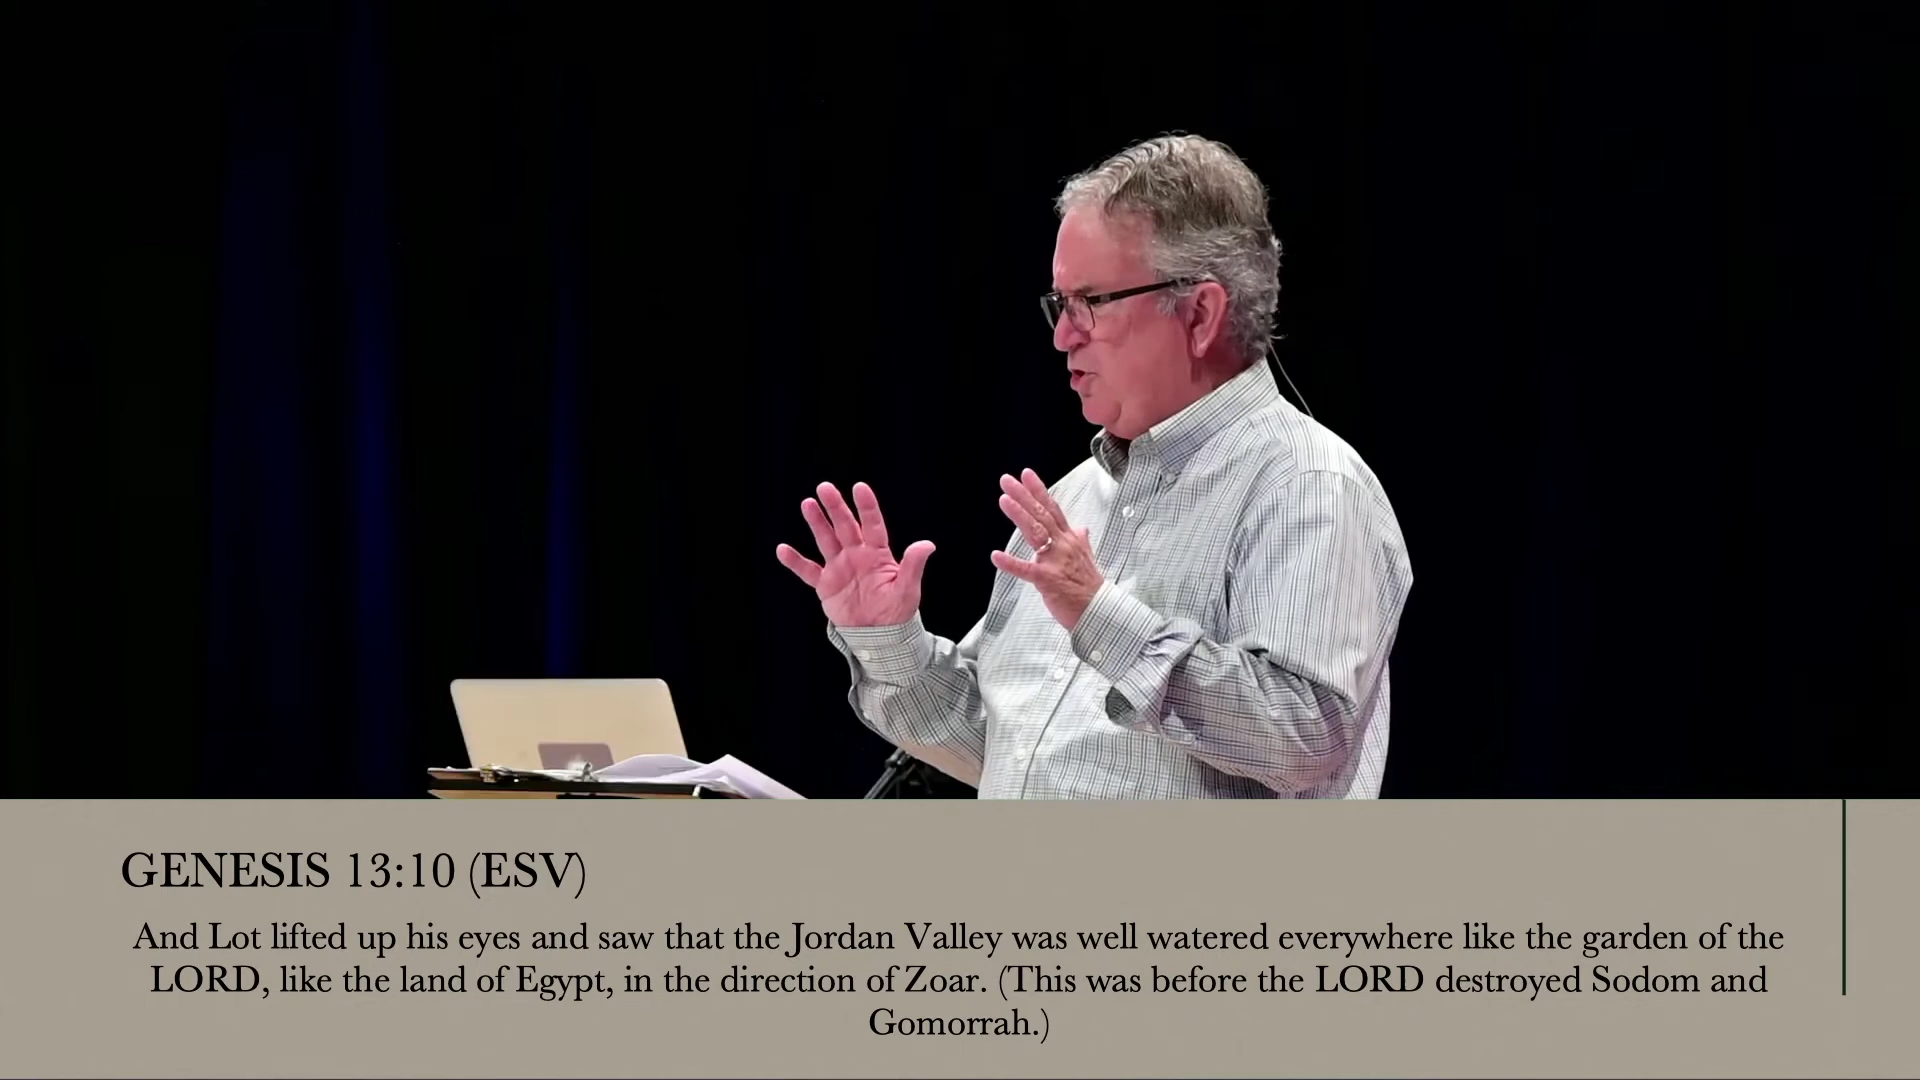 GENESIS 13:10 (ESV)
And Lot lifted up his eyes and saw that the Jordan Valley was well watered everywhere like the garden of the
LORD, like the land of Egypt, in the direction of Zoar. (This was before the LORD destroyed Sodom and
Gomorrah.)